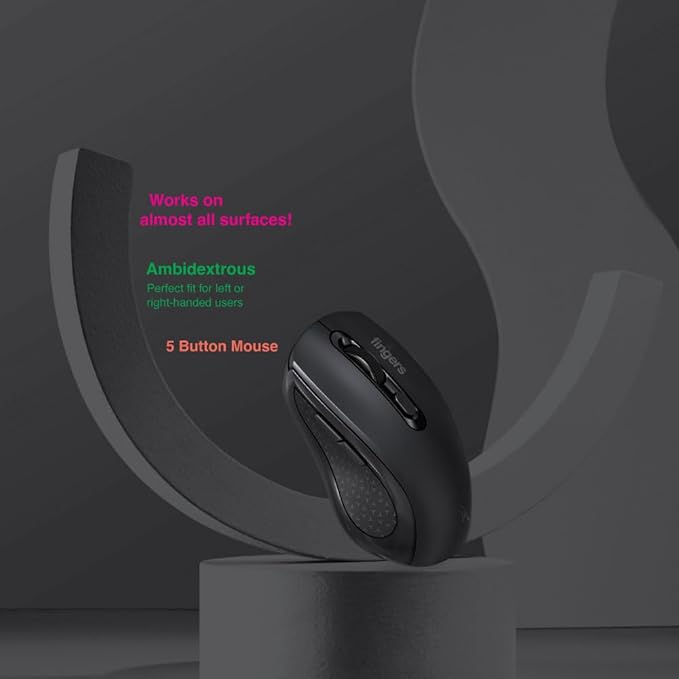 Works on
almost all surfaces!
Ambidextrous
Perfect fit for left or
right-handed users
5 Button Mouse
fingers